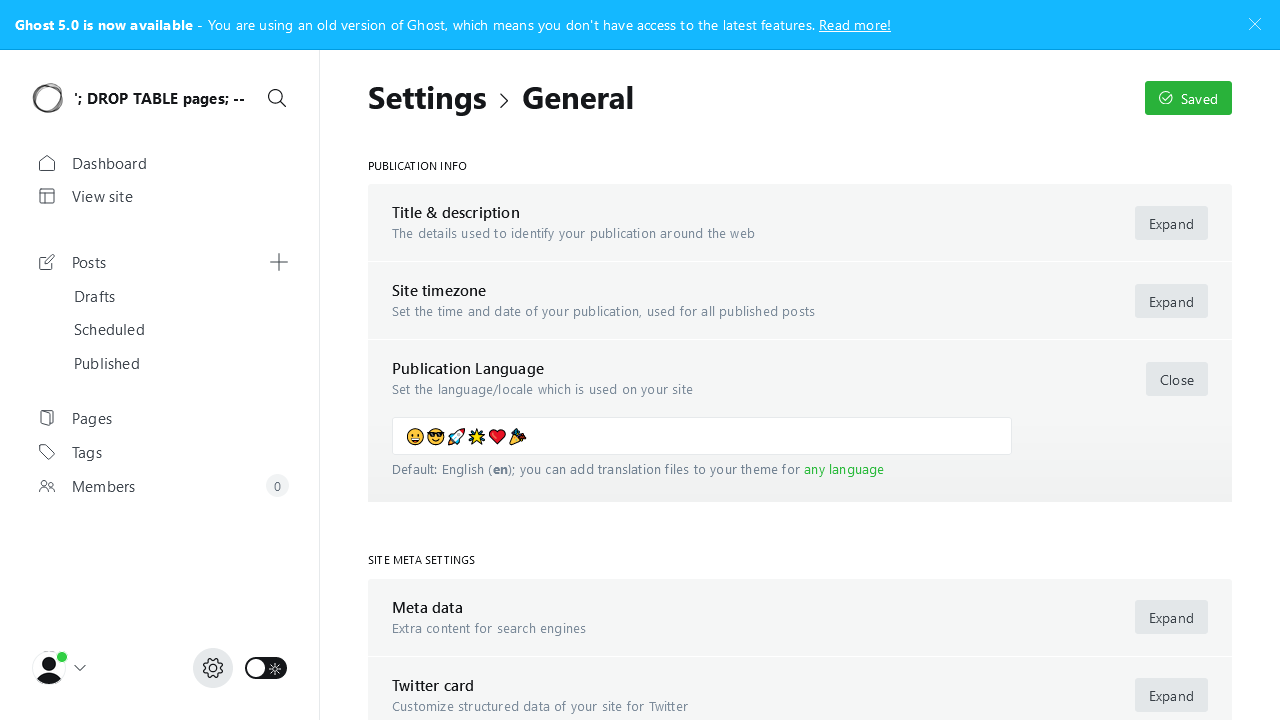 Ghost 5.0 is now available - You are using an old version of Ghost, which means you don't have access to the latest features. Read more!
'; DROP TABLE pages; --
Settings > General
Saved
Dashboard
View site
Posts
Drafts
Scheduled
Published
Pages
Tags
Members
0
PUBLICATION INFO
Title & description
The details used to identify your publication around the web
Expand
Site timezone
Set the time and date of your publication, used for all published posts
Expand
Publication Language
Set the language/locale which is used on your site
Close
😀😎🚀🌟❤️🎉
Default: English (en); you can add translation files to your theme for any language
SITE META SETTINGS
Meta data
Extra content for search engines
Expand
Twitter card
Customize structured data of your site for Twitter
Expand